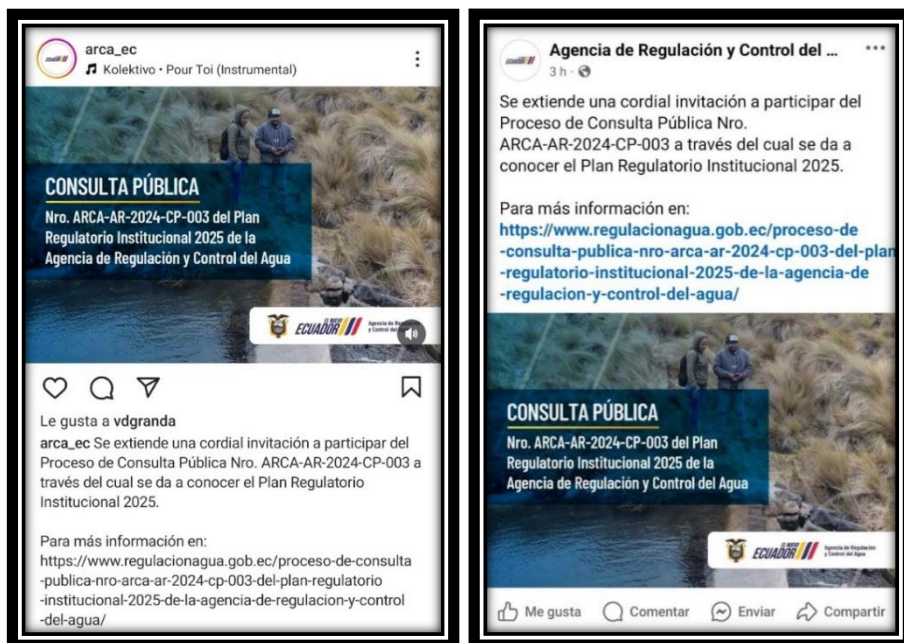 arca_ec
Kolektivo • Pour Toi (Instrumental)
CONSULTA PÚBLICA
Nro. ARCA-AR-2024-CP-003 del Plan
Regulatorio Institucional 2025 de la
Agencia de Regulación y Control del Agua
EL NUEVO
ECUADOR
Agencia de
y Control del
Le gusta a vdgranda
arca_ec Se extiende una cordial invitación a participar del
Proceso de Consulta Pública Nro. ARCA-AR-2024-CP-003 a
través del cual se da a conocer el Plan Regulatorio
Institucional 2025.
Para más información en:
https://www.regulacionagua.gob.ec/proceso-de-consulta
-publica-nro-arca-ar-2024-cp-003-del-plan-regulatorio
-institucional-2025-de-la-agencia-de-regulacion-y-control
-del-agua/
Agencia de Regulación y Control del ...
3 h ·
Se extiende una cordial invitación a participar del
Proceso de Consulta Pública Nro.
ARCA-AR-2024-CP-003 a través del cual se da a
conocer el Plan Regulatorio Institucional 2025.
Para más información en:
https://www.regulacionagua.gob.ec/proceso-de
-consulta-publica-nro-arca-ar-2024-cp-003-del-plan
-regulatorio-institucional-2025-de-la-agencia-de
-regulacion-y-control-del-agua/
CONSULTA PÚBLICA
Nro. ARCA-AR-2024-CP-003 del Plan
Regulatorio Institucional 2025 de la
Agencia de Regulación y Control del Agua
EL NUEVO
ECUADOR
Agencia de Regulación
y Control del Agua
Me gusta
Comentar
Enviar
Compartir